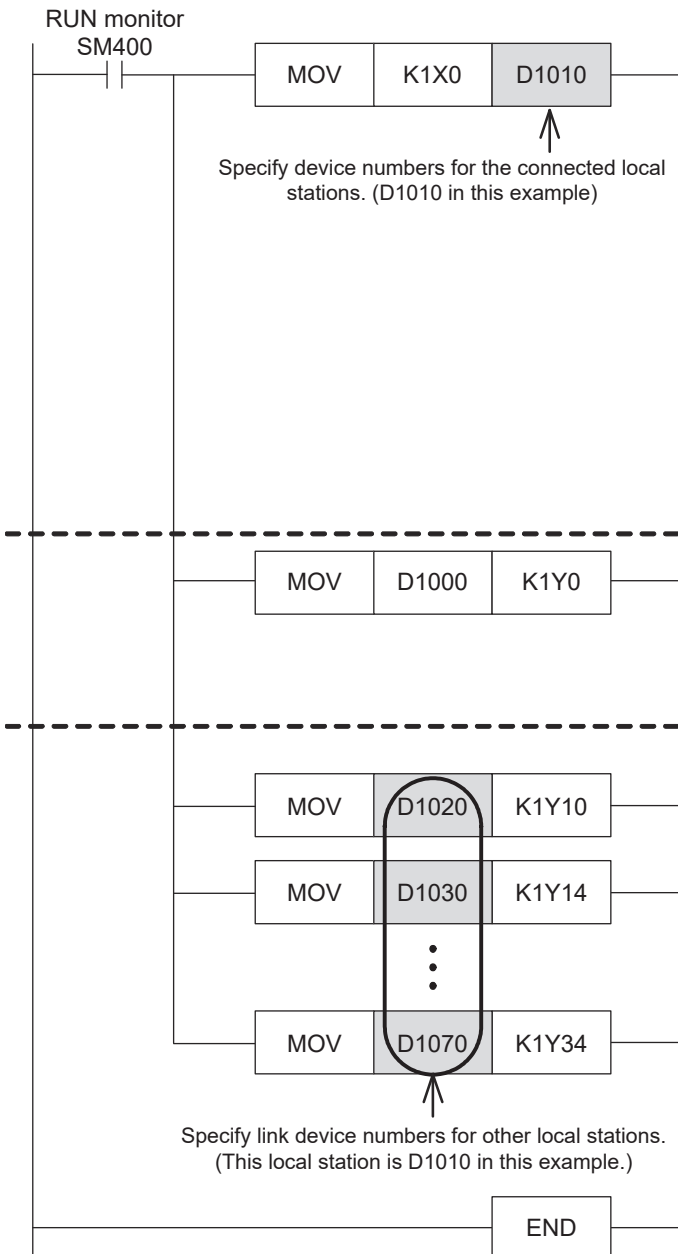 RUN monitor
SM400
MOV K1X0 D1010
Specify device numbers for the connected local
stations. (D1010 in this example)
MOV D1000 K1Y0
MOV D1020 K1Y10
MOV D1030 K1Y14
MOV D1070 K1Y34
Specify link device numbers for other local stations.
(This local station is D1010 in this example.)
END